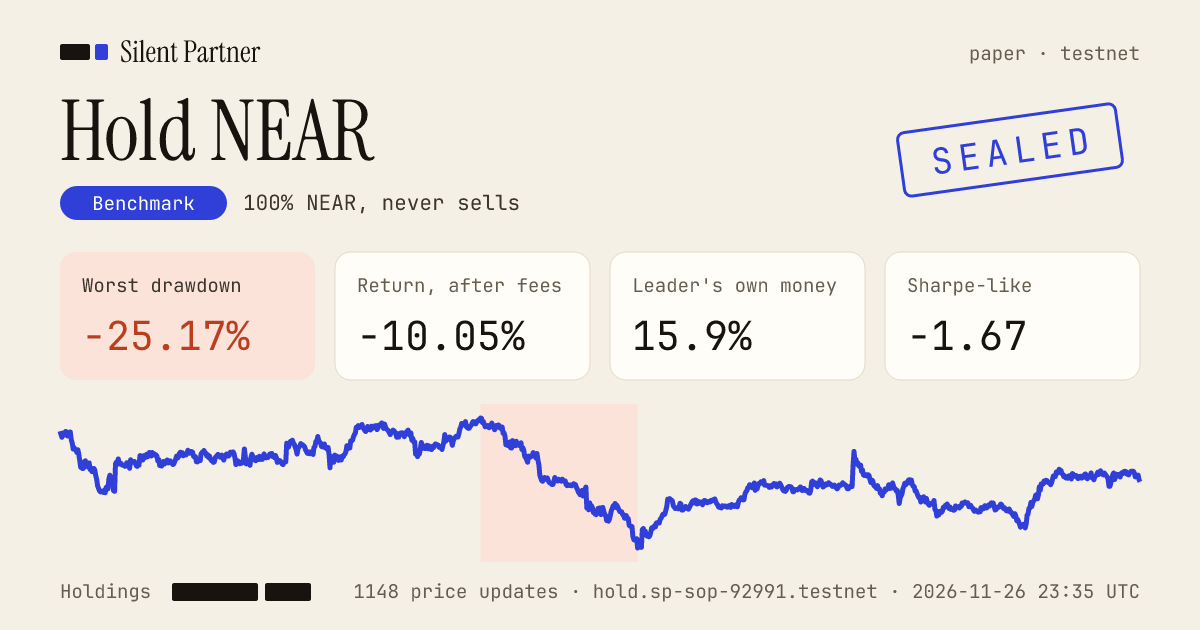 Silent Partner
paper · testnet
Hold NEAR
SEALED
Benchmark 100% NEAR, never sells
Worst drawdown
-25.17%
Return, after fees
-10.05%
Leader's own money
15.9%
Sharpe-like
-1.67
Holdings
1148 price updates · hold.sp-sop-92991.testnet · 2026-11-26 23:35 UTC